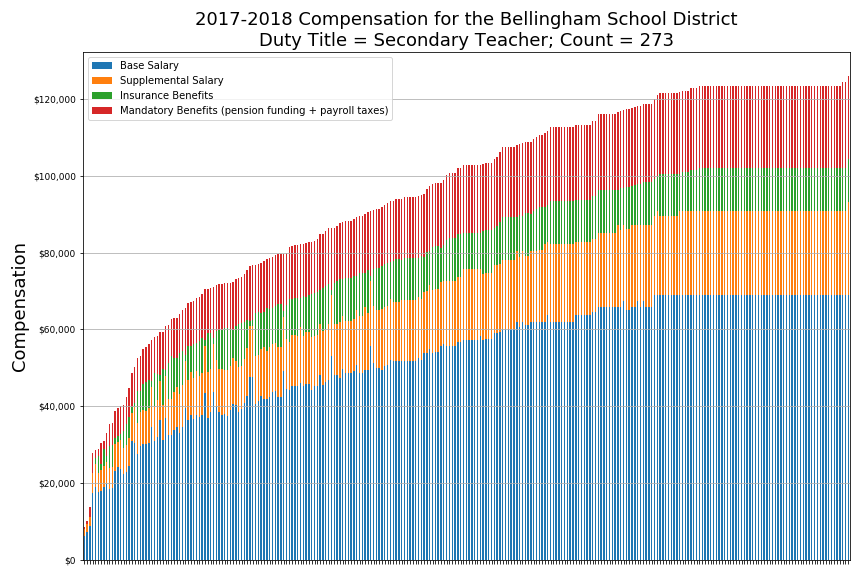 2017-2018 Compensation for the Bellingham School District
Duty Title = Secondary Teacher; Count = 273
Base Salary
Supplemental Salary
Insurance Benefits
Mandatory Benefits (pension funding + payroll taxes)
$120,000
$100,000
$80,000
$60,000
$40,000
$20,000
$0
Compensation